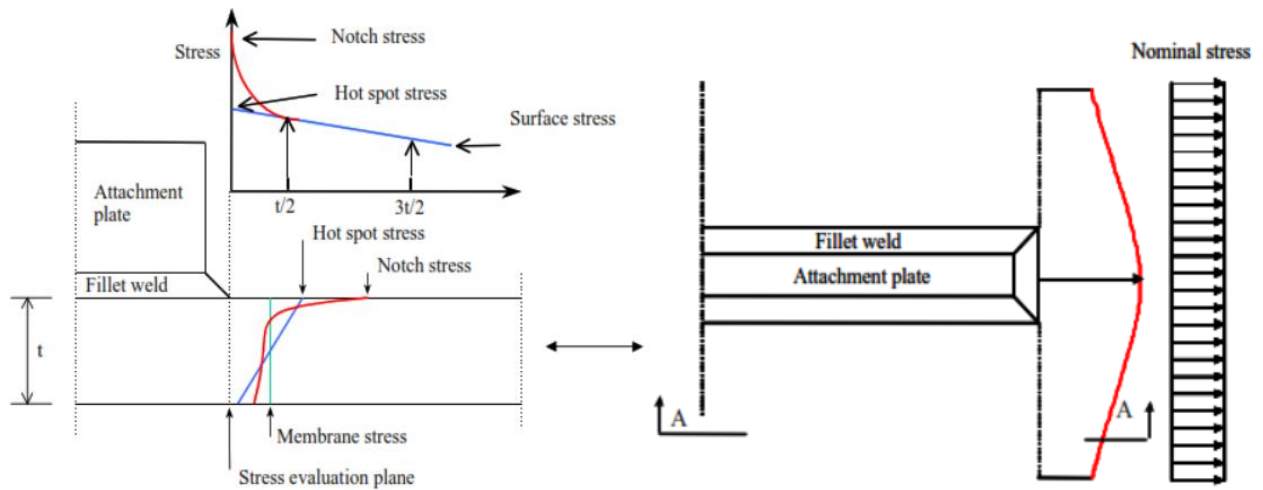 Stress
Notch stress
Hot spot stress
Surface stress
t/2
3t/2
Attachment
plate
Hot spot stress
Notch stress
Fillet weld
t
Membrane stress
Stress evaluation plane
Nominal stress
Fillet weld
Attachment plate
A
A